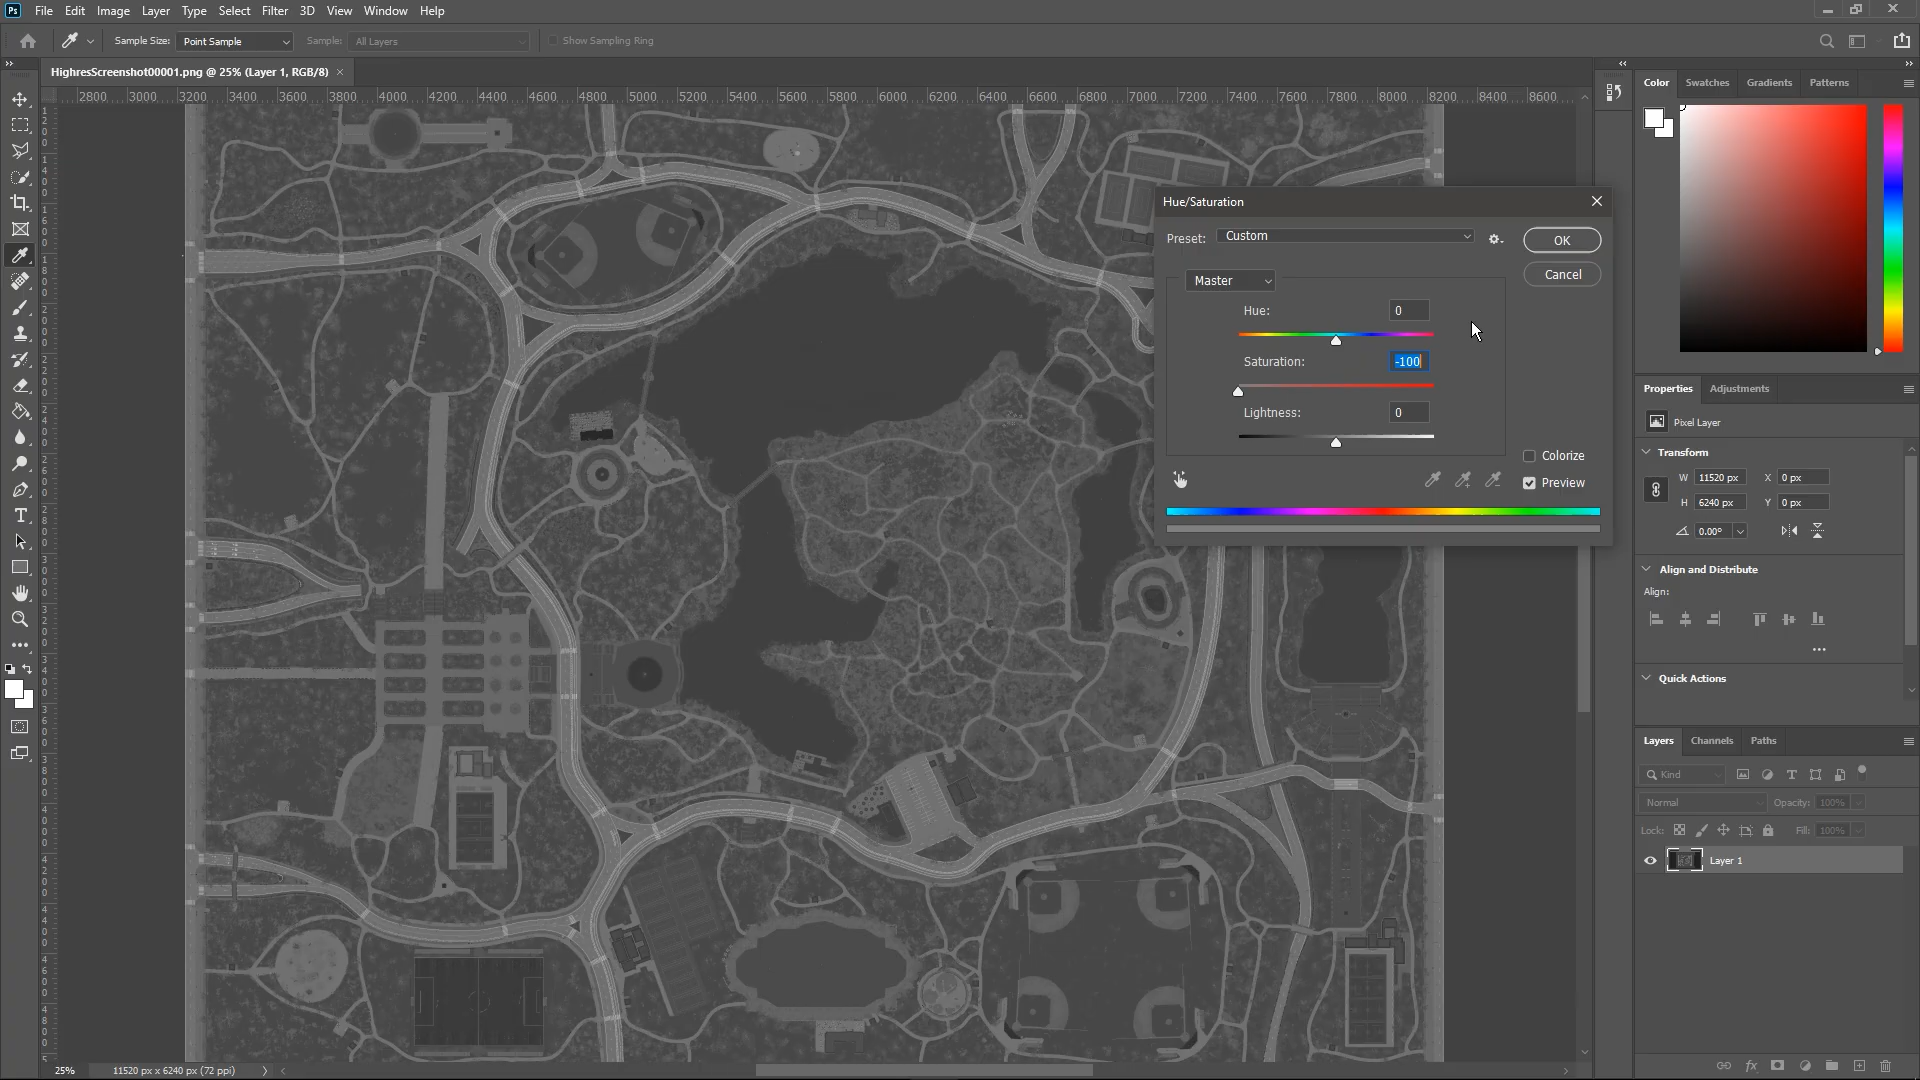 Ps File Edit Image Layer Type Select Filter 3D View Window Help
Sample Size: Point Sample Sample: All Layers Show Sampling Ring
HighresScreenshot00001.png @ 25% (Layer 1, RGB/8)
2800 3000 3200 3400 3600 3800 4000 4200 4400 4600 4800 5000 5200 5400 5600 5800 6000 6200 6400 6600 6800 7000 7200 7400 7600 7800 8000 8200 8400 8600
Color Swatches Gradients Patterns
Hue/Saturation
Preset: Custom
OK
Cancel
Master
Hue: 0
Saturation: -100
Lightness: 0
Colorize
Preview
Properties Adjustments
Pixel Layer
Transform
W 11520 px X 0 px
H 6240 px Y 0 px
0.00°
Align and Distribute
Align:
Quick Actions
Layers Channels Paths
Kind
Normal Opacity: 100%
Lock: Fill: 100%
Layer 1
25% 11520 px x 6240 px (72 ppi)